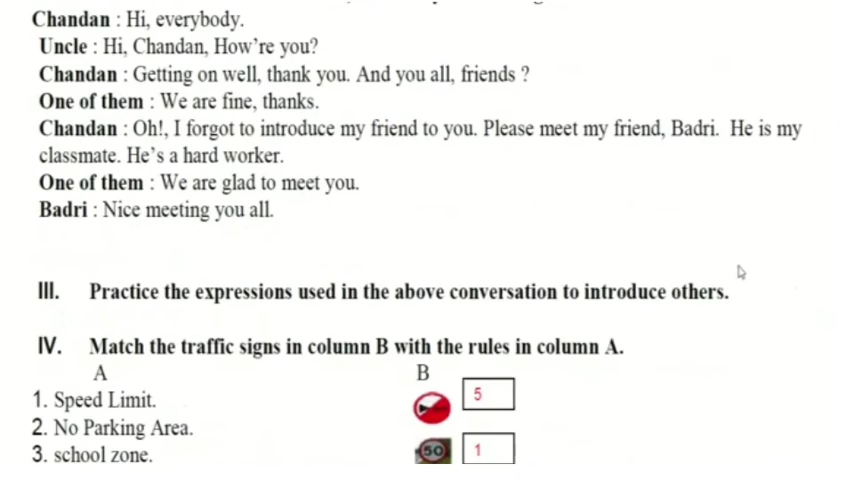 Chandan : Hi, everybody.
Uncle : Hi, Chandan, How’re you?
Chandan : Getting on well, thank you. And you all, friends ?
One of them : We are fine, thanks.
Chandan : Oh!, I forgot to introduce my friend to you. Please meet my friend, Badri. He is my
classmate. He’s a hard worker.
One of them : We are glad to meet you.
Badri : Nice meeting you all.
III. Practice the expressions used in the above conversation to introduce others.
IV. Match the traffic signs in column B with the rules in column A.
A B
1. Speed Limit. 5
2. No Parking Area.
3. school zone. 50 1